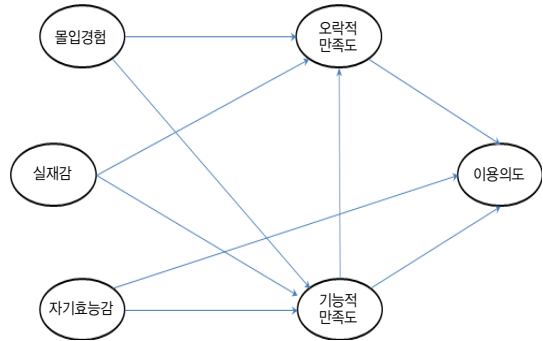 몰입경험
오락적
만족도
실재감
이용의도
자기효능감
기능적
만족도